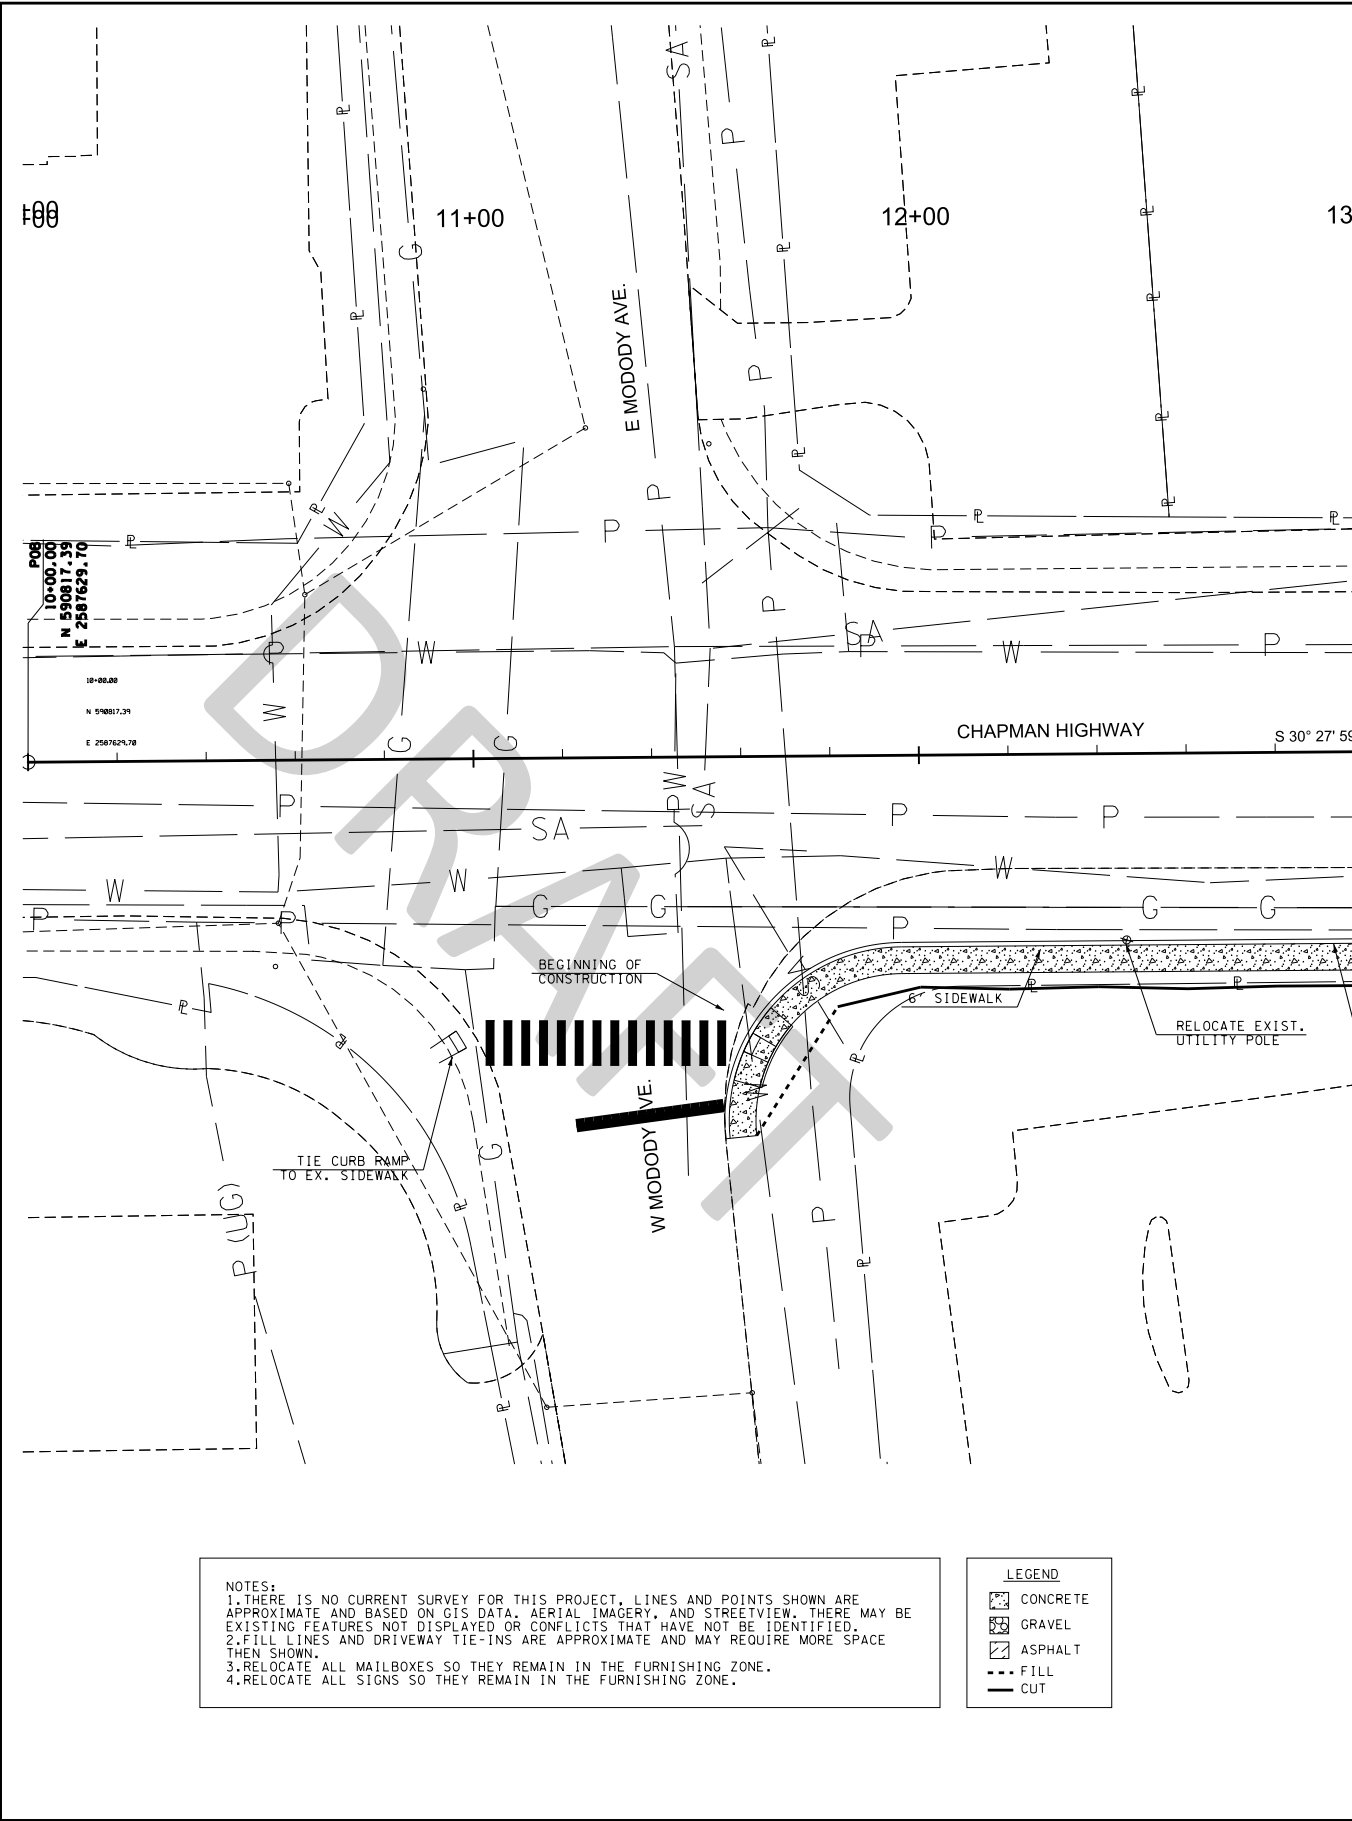 +00
11+00
12+00
13
E MODODY AVE.
SA
P
G
P
P
P
W
P
P
POB
10+00.00
N 590817.39
E 2587629.70
P
W
SA
P
W
P
10+00.00
N 590817.39
E 2587629.70
W
G
G
CHAPMAN HIGHWAY
S 30° 27' 59
P
W
SA
P
SA
P
P
W
W
W
G
G
G
G
P
P
P
BEGINNING OF
CONSTRUCTION
6' SIDEWALK
RELOCATE EXIST.
UTILITY POLE
W
W MODODY AVE.
G
TIE CURB RAMP
TO EX. SIDEWALK
P (UG)
P
DRAFT
NOTES:
1.THERE IS NO CURRENT SURVEY FOR THIS PROJECT, LINES AND POINTS SHOWN ARE
APPROXIMATE AND BASED ON GIS DATA. AERIAL IMAGERY, AND STREETVIEW. THERE MAY BE
EXISTING FEATURES NOT DISPLAYED OR CONFLICTS THAT HAVE NOT BE IDENTIFIED.
2.FILL LINES AND DRIVEWAY TIE-INS ARE APPROXIMATE AND MAY REQUIRE MORE SPACE
THEN SHOWN.
3.RELOCATE ALL MAILBOXES SO THEY REMAIN IN THE FURNISHING ZONE.
4.RELOCATE ALL SIGNS SO THEY REMAIN IN THE FURNISHING ZONE.
LEGEND
CONCRETE
GRAVEL
ASPHALT
FILL
CUT